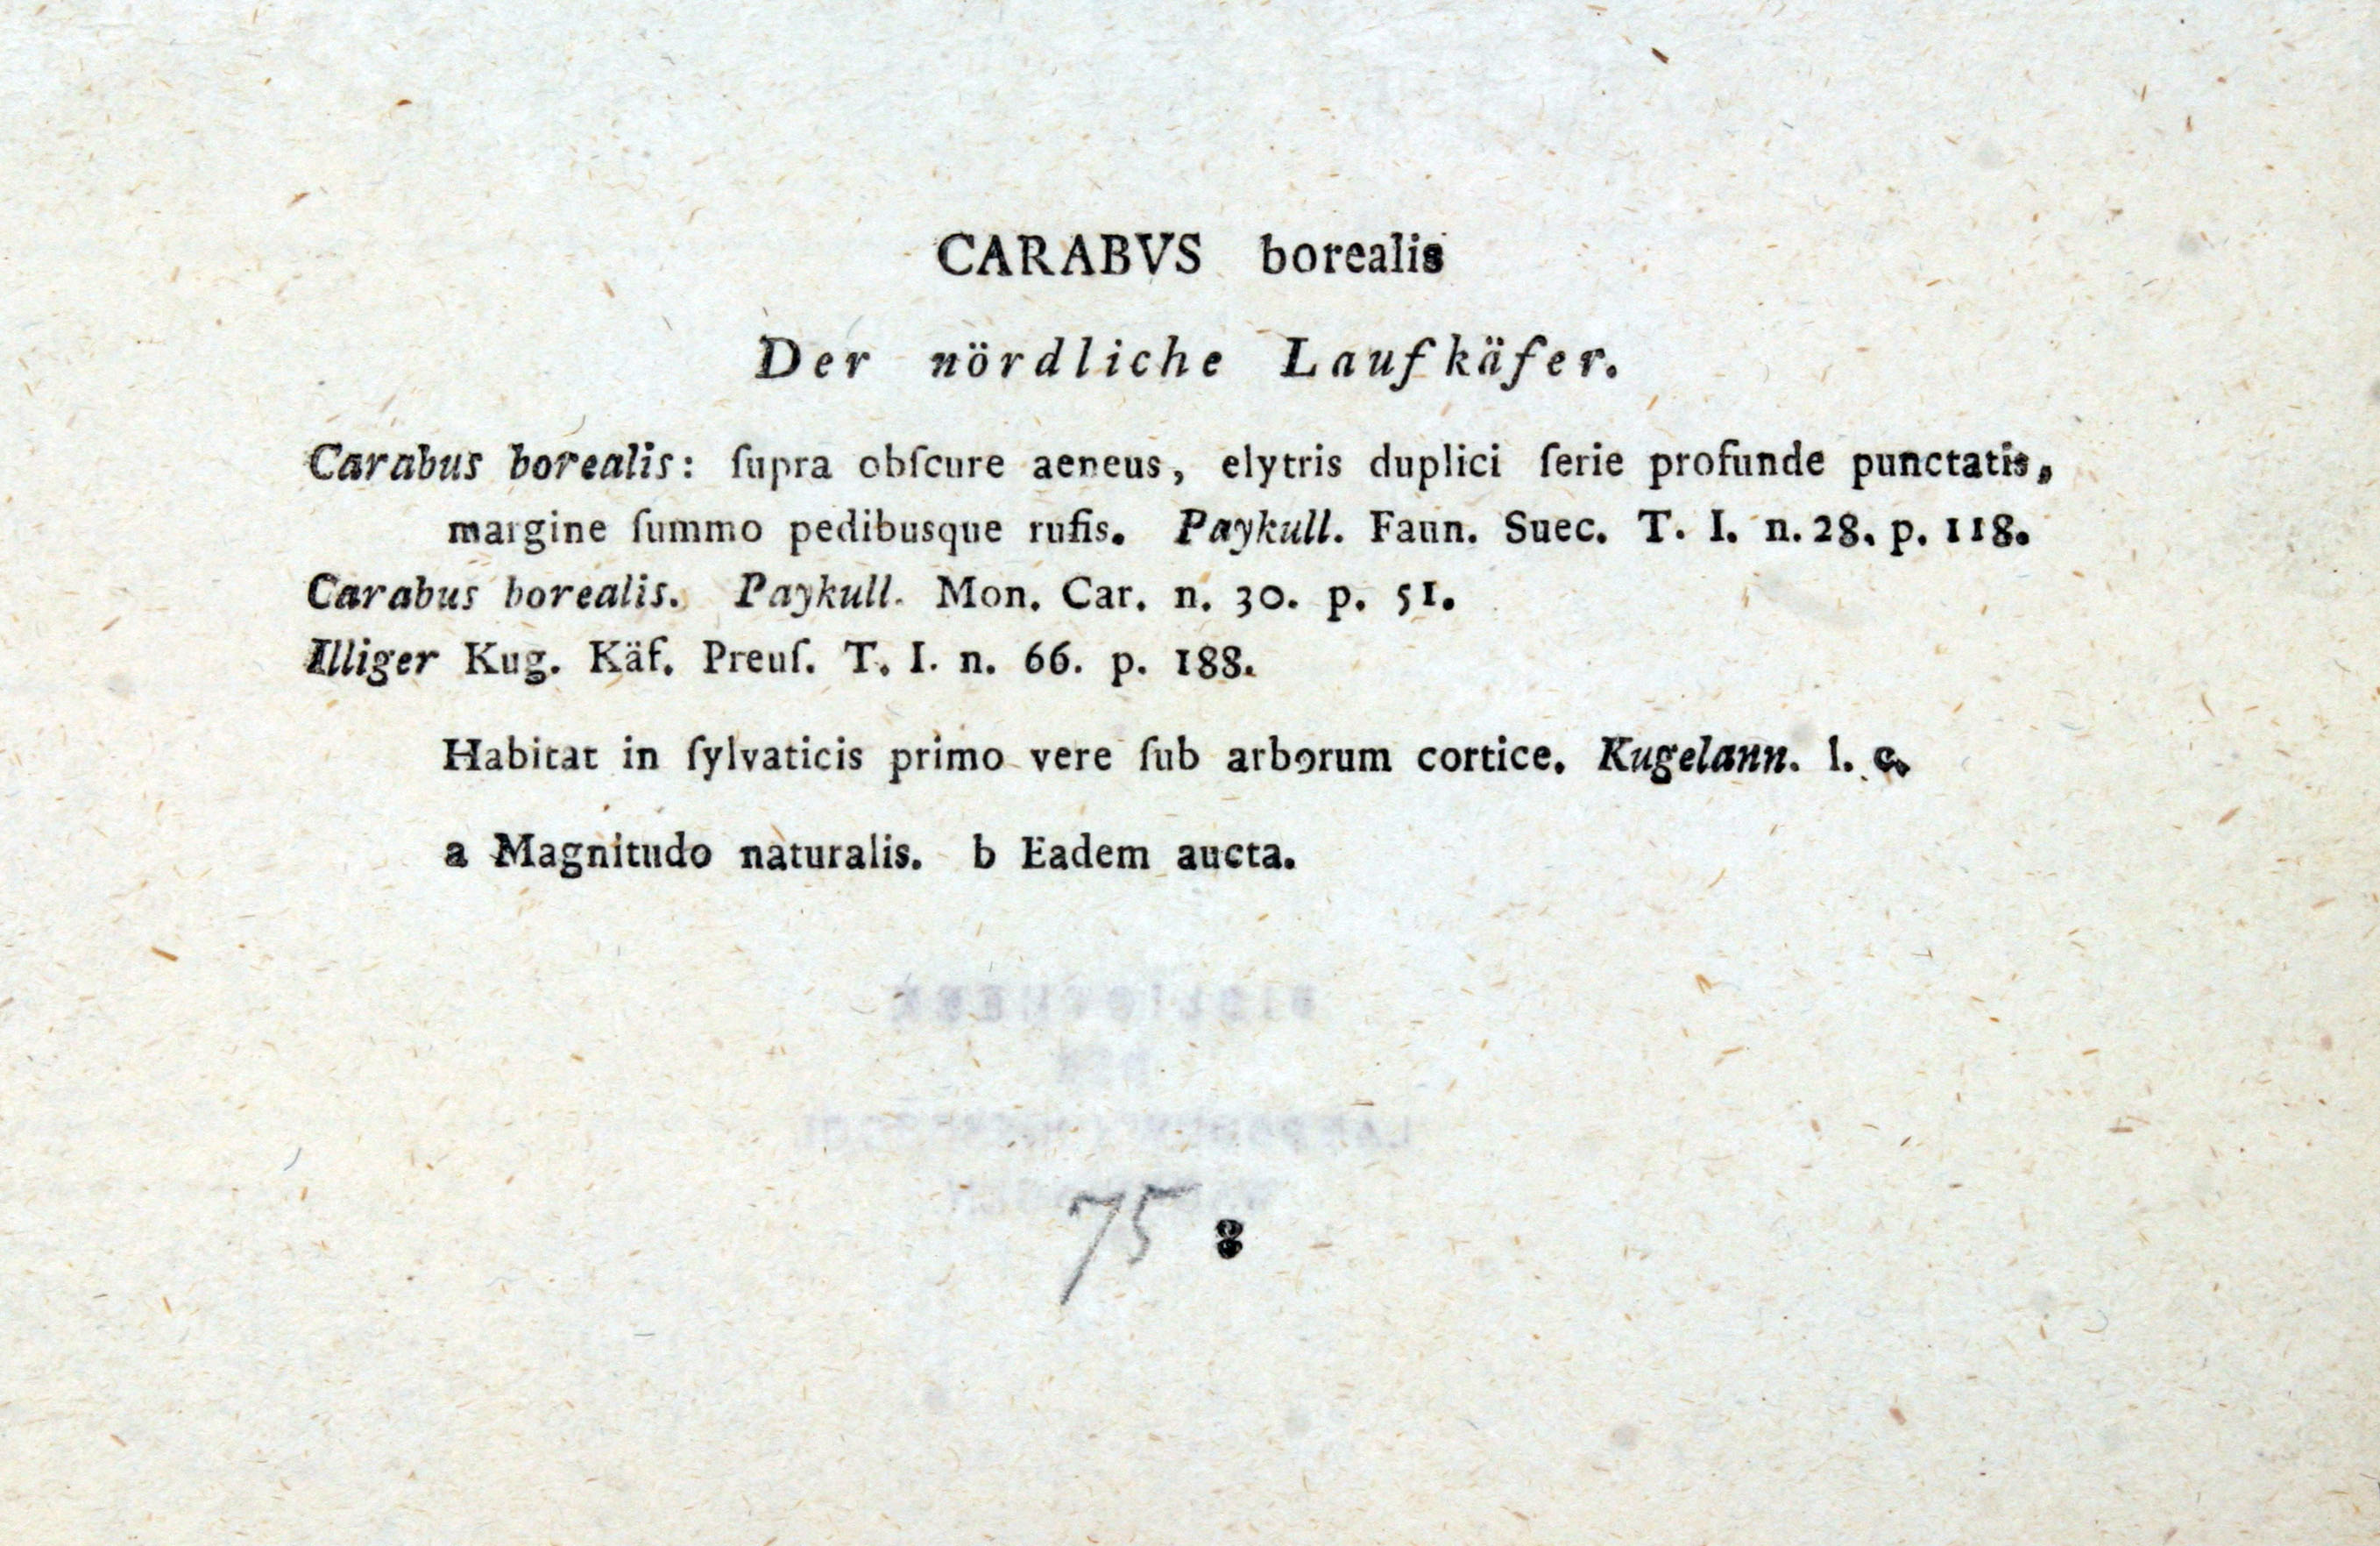 CARABVS borealis
Der nördliche Laufkäfer.
Carabus borealis: ſupra obſcure aeneus, elytris duplici ſerie profunde punctatis,
margine ſummo pedibusque rufis. Paykull. Faun. Suec. T. I. n. 28. p. 118.
Carabus borealis. Paykull. Mon. Car. n. 30. p. 51.
Illiger Kug. Käf. Preuſ. T. I. n. 66. p. 188.
Habitat in ſylvaticis primo vere ſub arborum cortice. Kugelann. l. c.
a Magnitudo naturalis. b Eadem aucta.
BIBLIOTHEEK
75 8